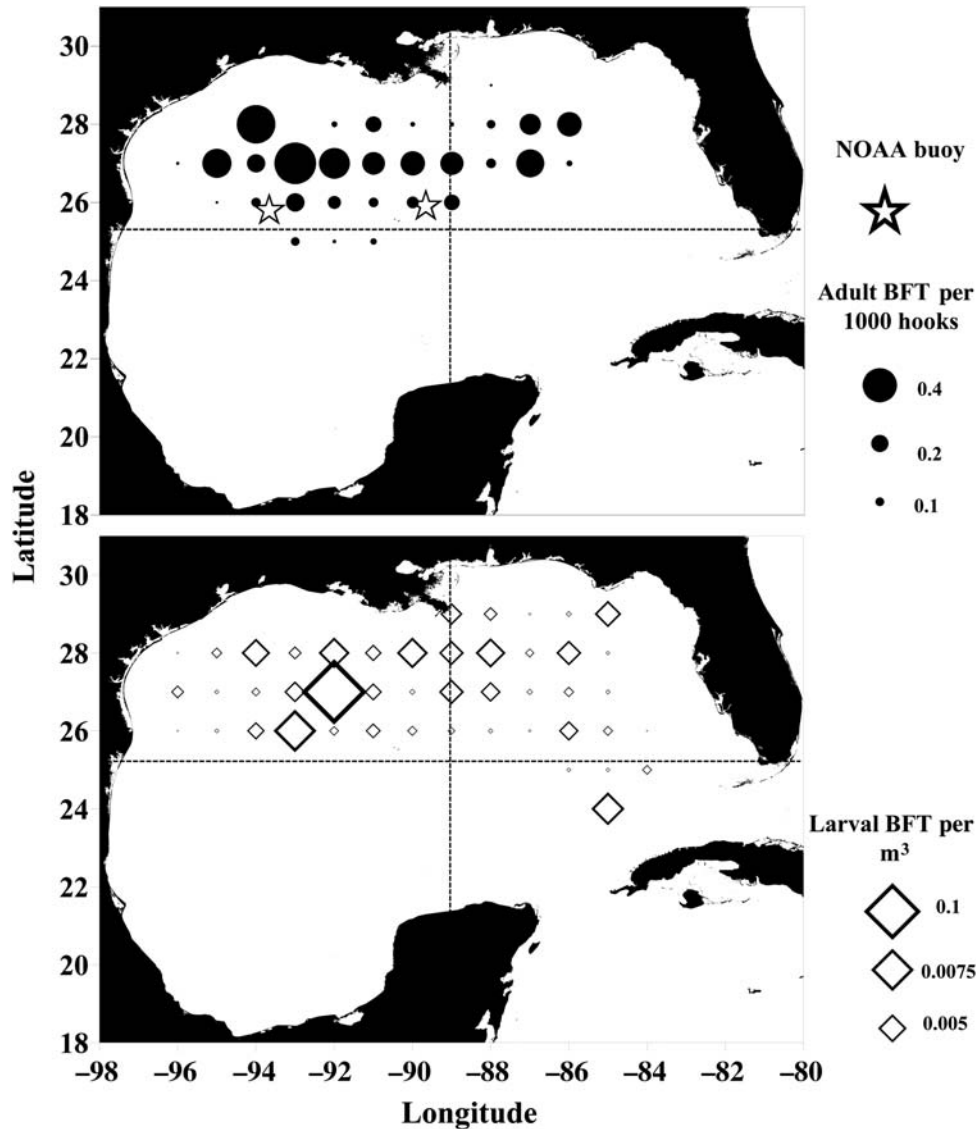 30
28
26
24
22
20
18
NOAA buoy
Adult BFT per
1000 hooks
0.4
0.2
0.1
Latitude
30
28
26
24
22
20
18
Larval BFT per
m³
0.1
0.0075
0.005
–98 –96 –94 –92 –90 –88 –86 –84 –82 –80
Longitude